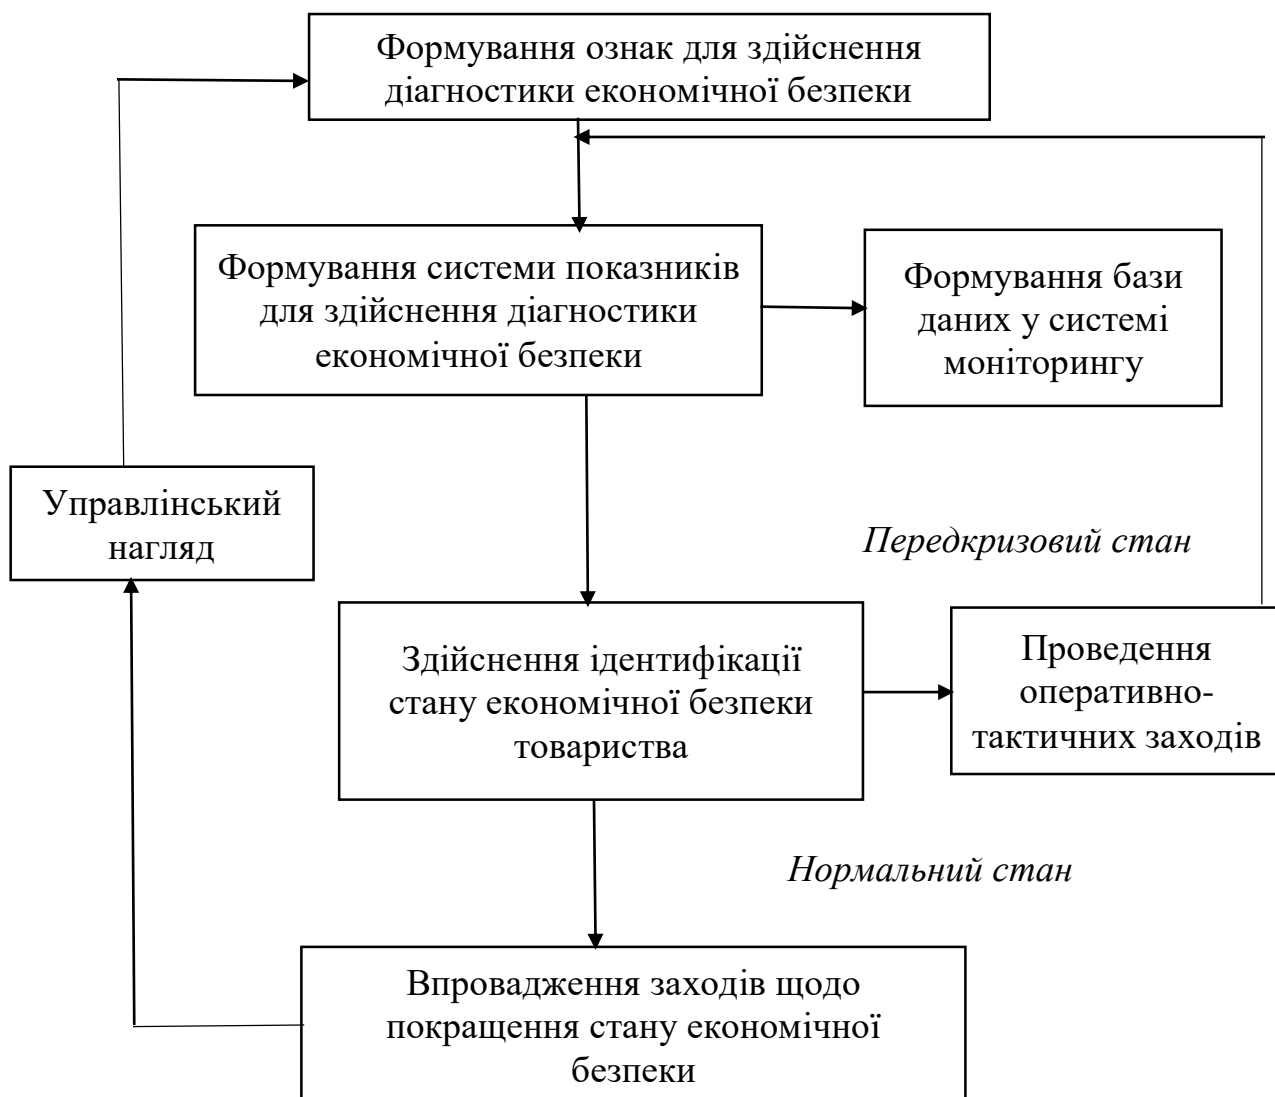 Формування ознак для здійснення
діагностики економічної безпеки
Формування системи показників
для здійснення діагностики
економічної безпеки
Формування бази
даних у системі
моніторингу
Управлінський
нагляд
Передкризовий стан
Здійснення ідентифікації
стану економічної безпеки
товариства
Проведення
оперативно-
тактичних заходів
Нормальний стан
Впровадження заходів щодо
покращення стану економічної
безпеки